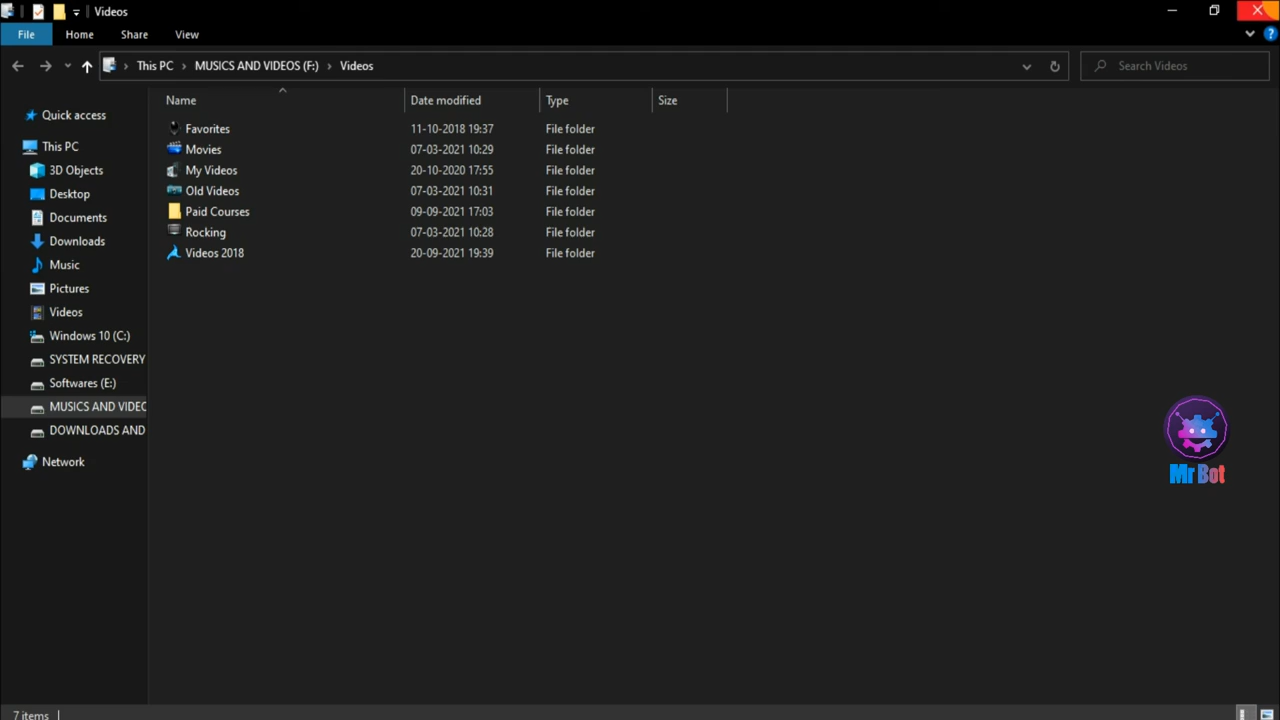 Videos
File Home Share View
This PC MUSICS AND VIDEOS (F:) Videos Search Videos
Name Date modified Type Size
Favorites 11-10-2018 19:37 File folder
Movies 07-03-2021 10:29 File folder
My Videos 20-10-2020 17:55 File folder
Old Videos 07-03-2021 10:31 File folder
Paid Courses 09-09-2021 17:03 File folder
Rocking 07-03-2021 10:28 File folder
Videos 2018 20-09-2021 19:39 File folder
Quick access
This PC
3D Objects
Desktop
Documents
Downloads
Music
Pictures
Videos
Windows 10 (C:)
SYSTEM RECOVERY
Softwares (E:)
MUSICS AND VIDEO
DOWNLOADS AND
Network
Mr Bot
7 items